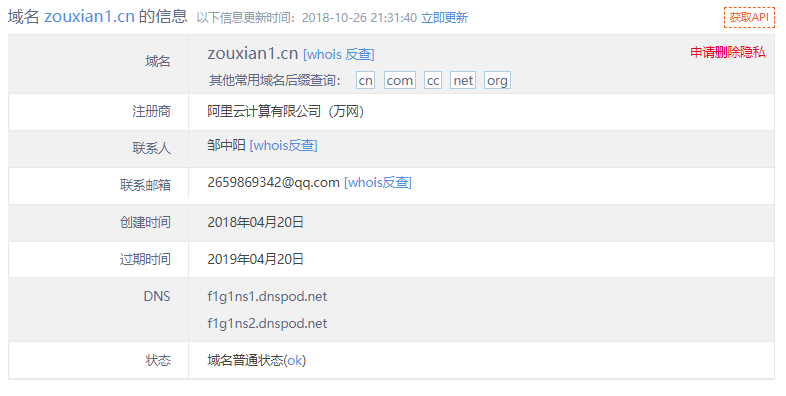 域名 zouxian1.cn 的信息 以下信息更新时间：2018-10-26 21:31:40 立即更新 获取API
域名 zouxian1.cn [whois 反查] 申请删除隐私
其他常用域名后缀查询： cn com cc net org
注册商 阿里云计算有限公司（万网）
联系人 邹中阳 [whois反查]
联系邮箱 2659869342@qq.com [whois反查]
创建时间 2018年04月20日
过期时间 2019年04月20日
DNS f1g1ns1.dnspod.net
f1g1ns2.dnspod.net
状态 域名普通状态(ok)